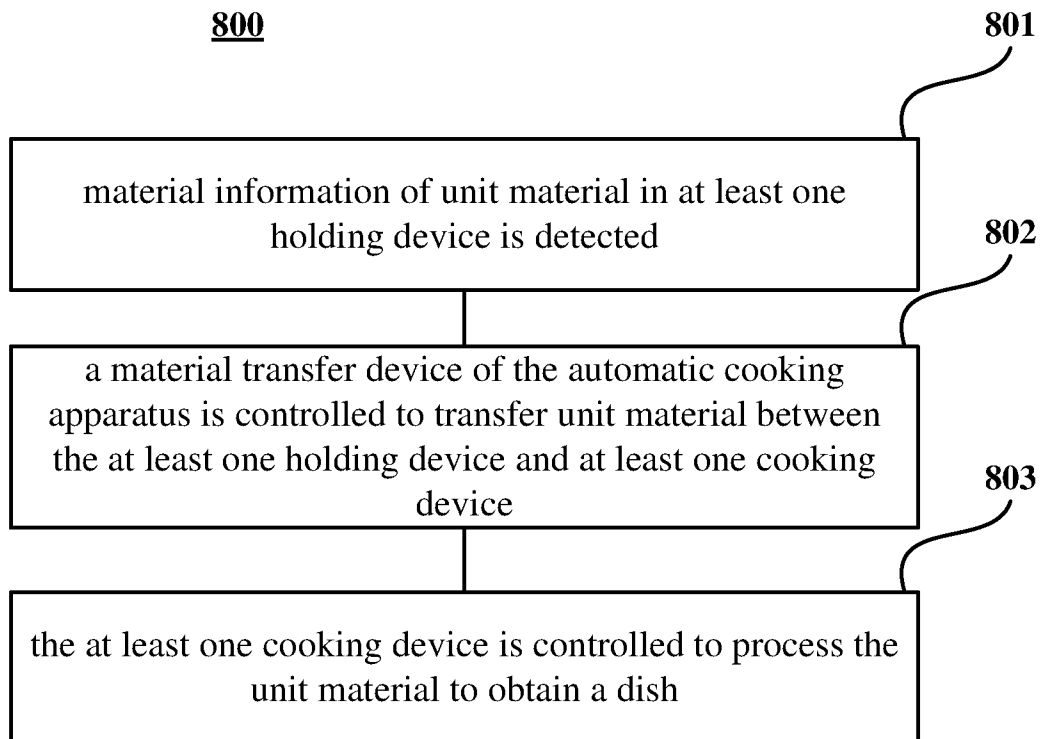 800
801
material information of unit material in at least one
holding device is detected
802
a material transfer device of the automatic cooking
apparatus is controlled to transfer unit material between
the at least one holding device and at least one cooking
device
803
the at least one cooking device is controlled to process the
unit material to obtain a dish